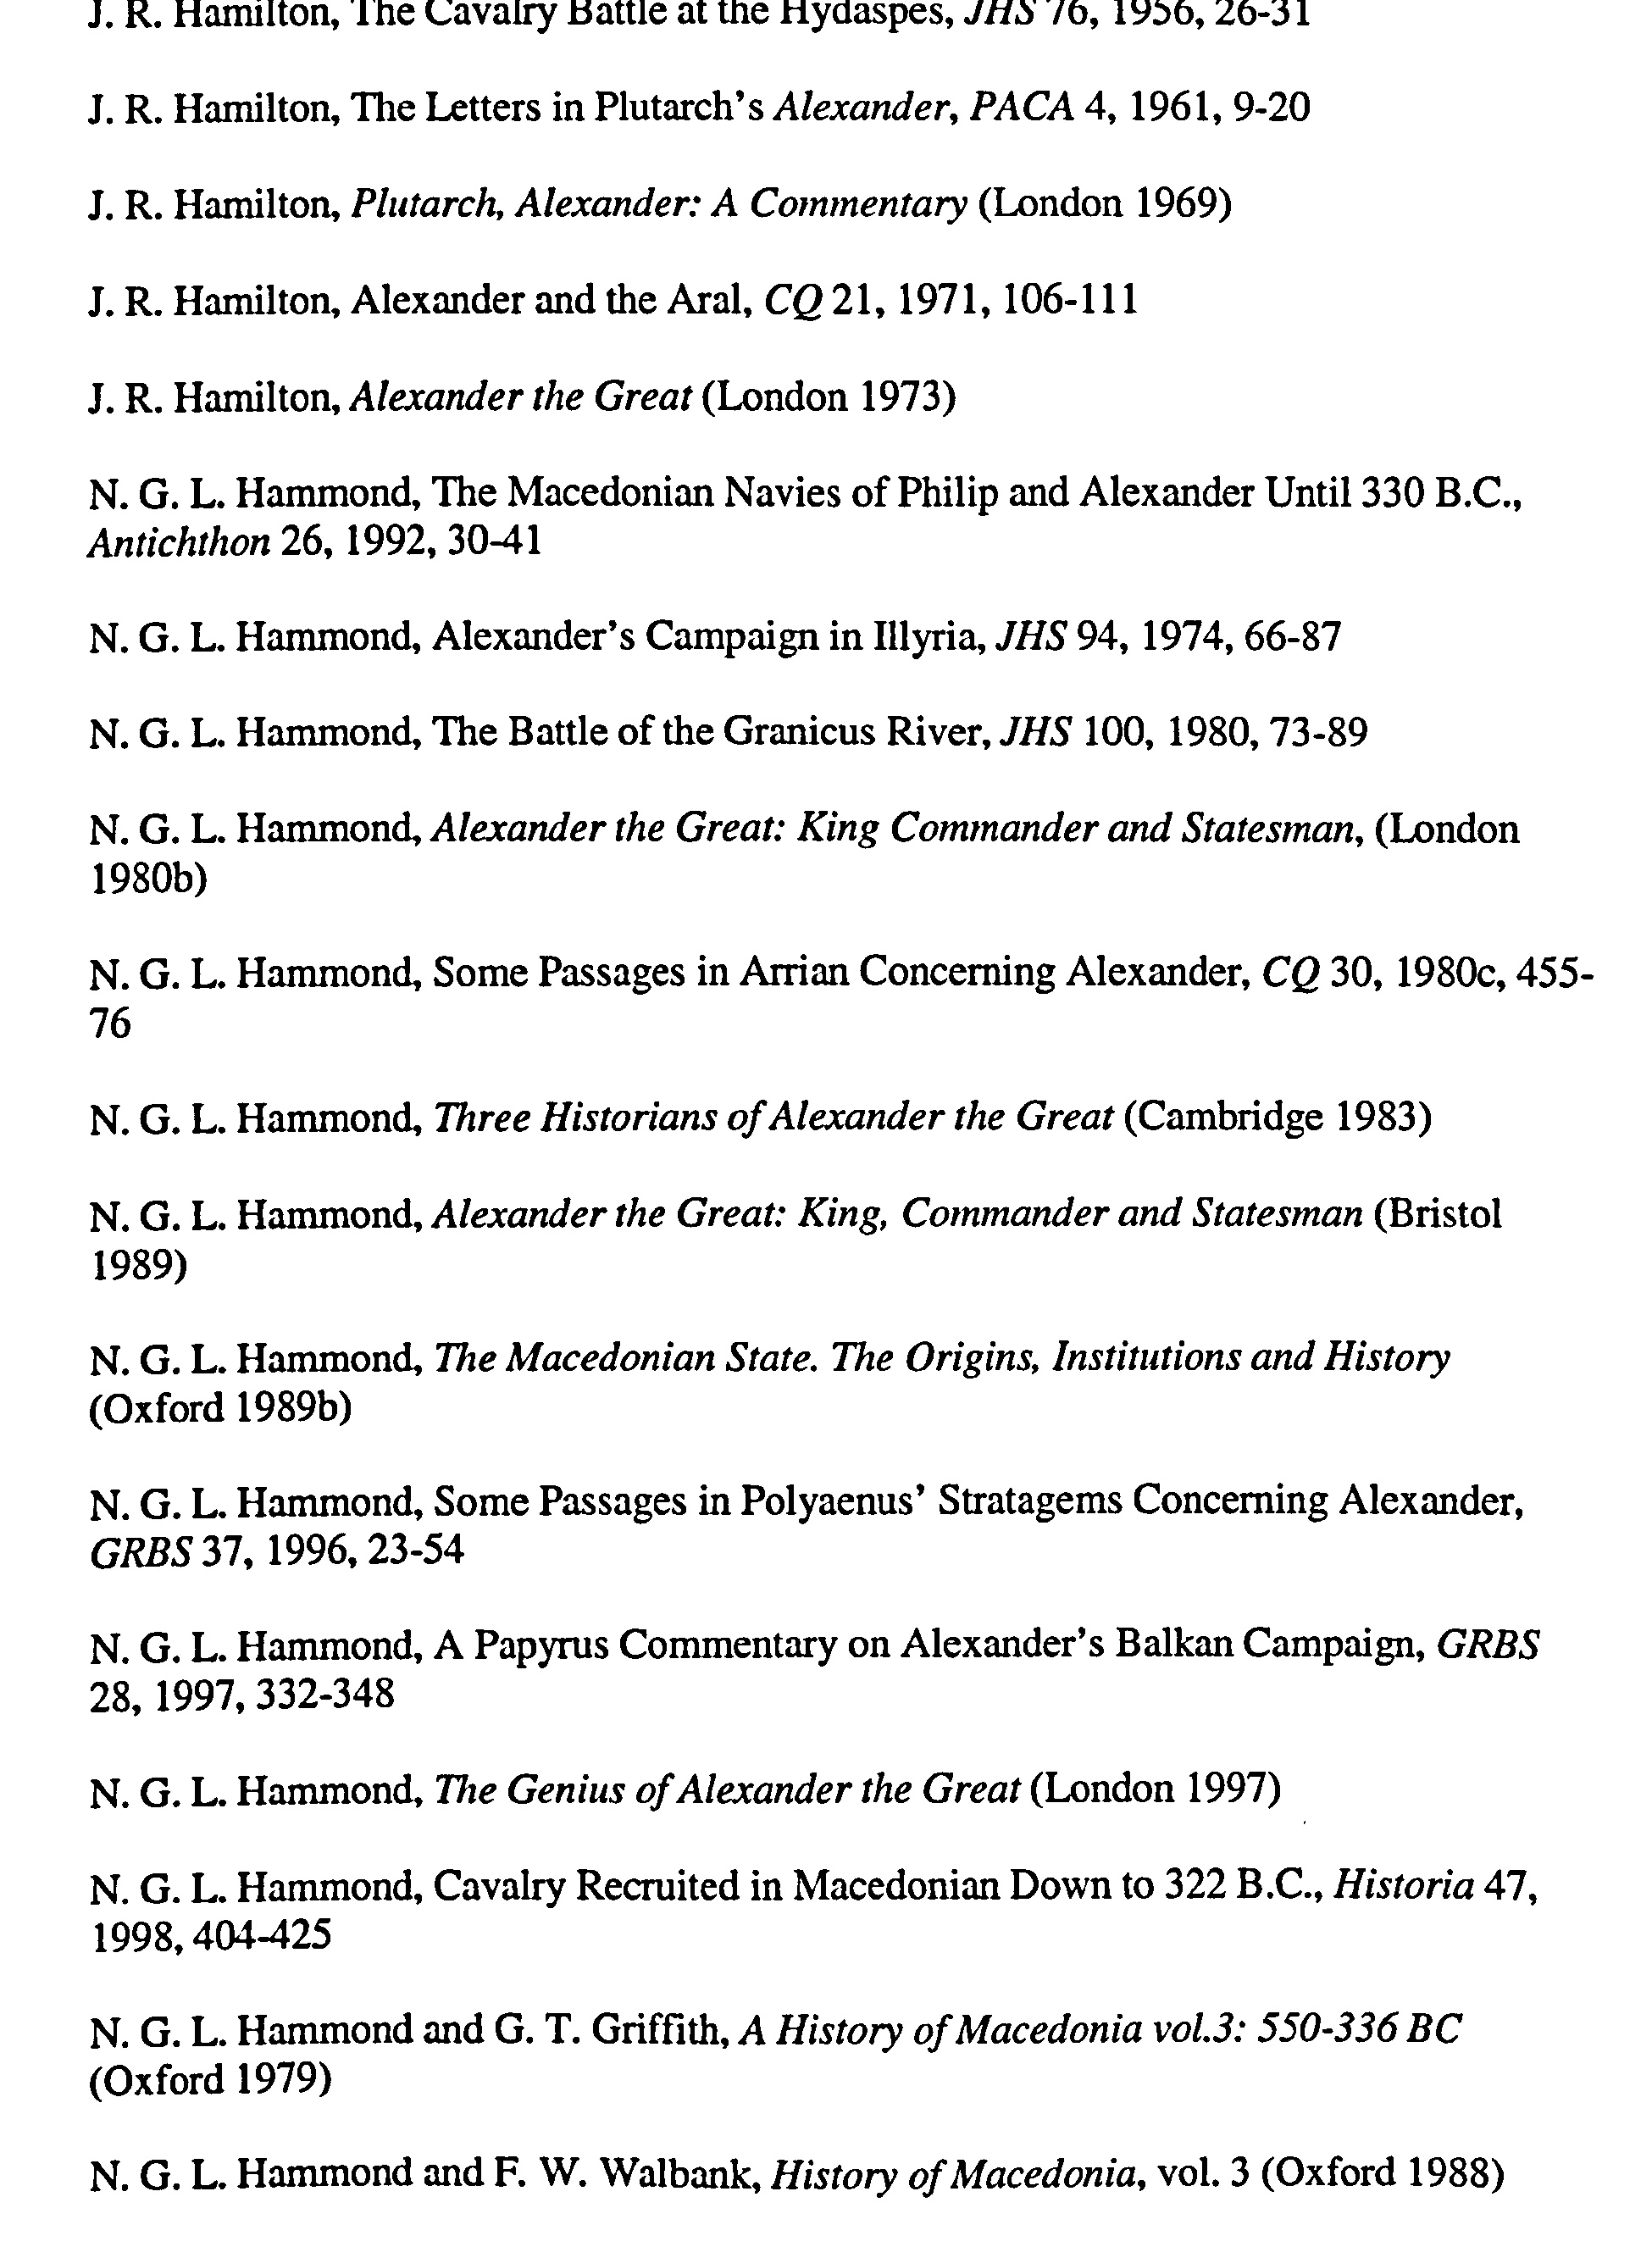 J. R. Hamilton, The Cavalry Battle at the Hydaspes, JHS 76, 1956, 26-31
J. R. Hamilton, The Letters in Plutarch's Alexander, PACA 4, 1961, 9-20
J. R. Hamilton, Plutarch, Alexander: A Commentary (London 1969)
J. R. Hamilton, Alexander and the Aral, CQ 21, 1971, 106-111
J. R. Hamilton, Alexander the Great (London 1973)
N. G. L. Hammond, The Macedonian Navies of Philip and Alexander Until 330 B.C.,
Antichthon 26, 1992, 30-41
N. G. L. Hammond, Alexander's Campaign in Illyria, JHS 94, 1974, 66-87
N. G. L. Hammond, The Battle of the Granicus River, JHS 100, 1980, 73-89
N. G. L. Hammond, Alexander the Great: King Commander and Statesman, (London
1980b)
N. G. L. Hammond, Some Passages in Arrian Concerning Alexander, CQ 30, 1980c, 455-
76
N. G. L. Hammond, Three Historians of Alexander the Great (Cambridge 1983)
N. G. L. Hammond, Alexander the Great: King, Commander and Statesman (Bristol
1989)
N. G. L. Hammond, The Macedonian State. The Origins, Institutions and History
(Oxford 1989b)
N. G. L. Hammond, Some Passages in Polyaenus' Stratagems Concerning Alexander,
GRBS 37, 1996, 23-54
N. G. L. Hammond, A Papyrus Commentary on Alexander's Balkan Campaign, GRBS
28, 1997, 332-348
N. G. L. Hammond, The Genius of Alexander the Great (London 1997)
N. G. L. Hammond, Cavalry Recruited in Macedonian Down to 322 B.C., Historia 47,
1998, 404-425
N. G. L. Hammond and G. T. Griffith, A History of Macedonia vol.3: 550-336 BC
(Oxford 1979)
N. G. L. Hammond and F. W. Walbank, History of Macedonia, vol. 3 (Oxford 1988)